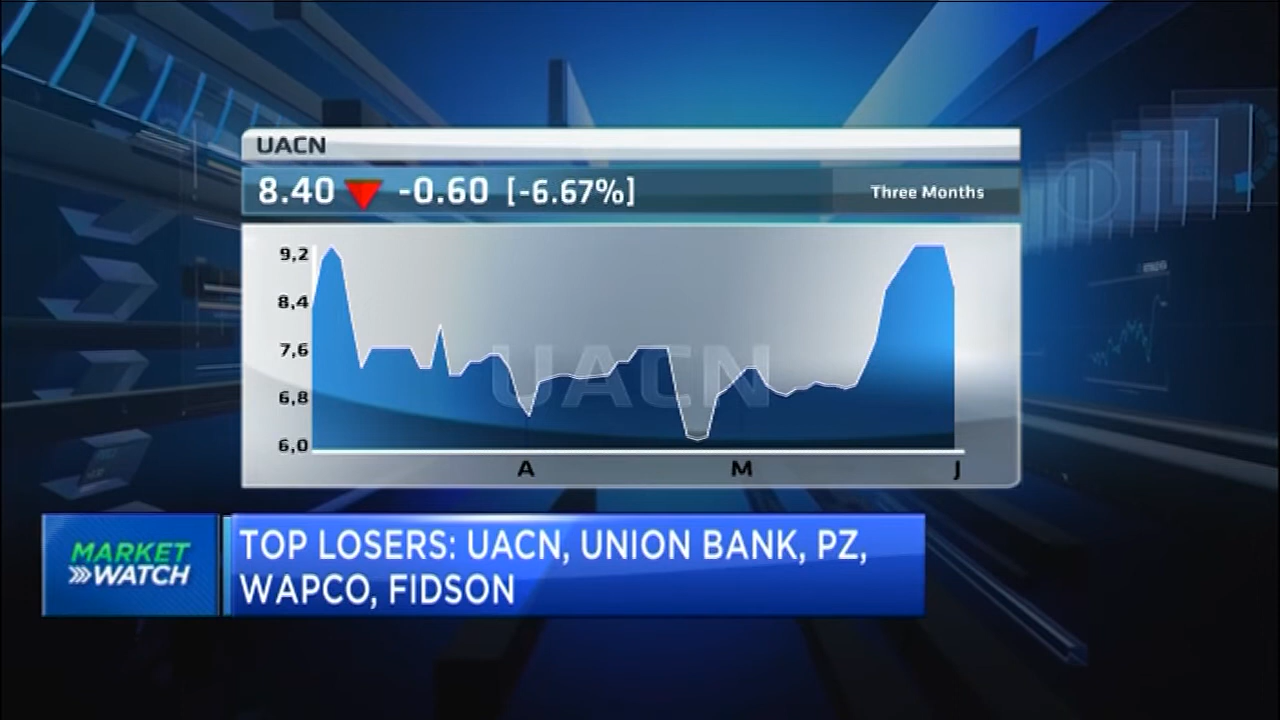 UACN
8.40 -0.60 [-6.67%] Three Months
UACN
9,2
8,4
7,6
6,8
6,0
A M J
MARKET
WATCH
TOP LOSERS: UACN, UNION BANK, PZ,
WAPCO, FIDSON